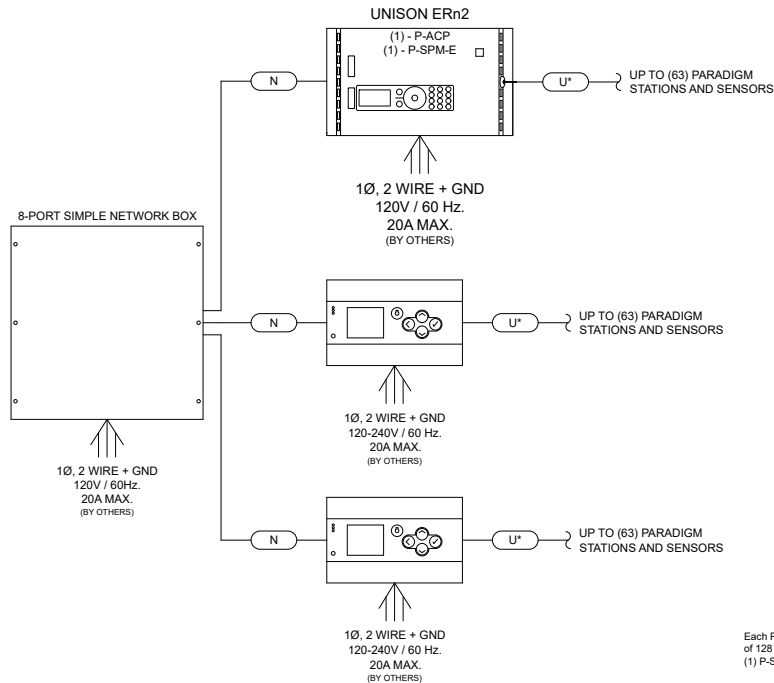 UNISON ERn2
(1) - P-ACP
(1) - P-SPM-E
N
U*
UP TO (63) PARADIGM
STATIONS AND SENSORS
1Ø, 2 WIRE + GND
120V / 60 Hz.
20A MAX.
(BY OTHERS)
8-PORT SIMPLE NETWORK BOX
N
U*
UP TO (63) PARADIGM
STATIONS AND SENSORS
1Ø, 2 WIRE + GND
120-240V / 60 Hz.
20A MAX.
(BY OTHERS)
1Ø, 2 WIRE + GND
120V / 60Hz.
20A MAX.
(BY OTHERS)
N
U*
UP TO (63) PARADIGM
STATIONS AND SENSORS
1Ø, 2 WIRE + GND
120-240V / 60 Hz.
20A MAX.
(BY OTHERS)
Each
of 128
(1)